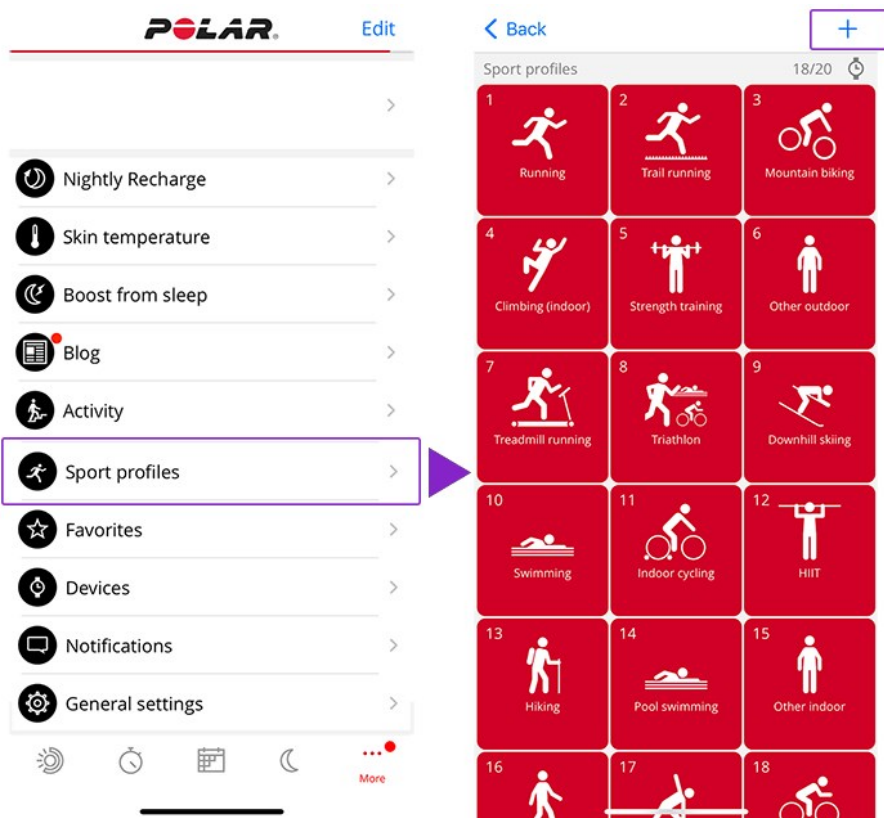 POLAR
Edit
Nightly Recharge
Skin temperature
Boost from sleep
Blog
Activity
Sport profiles
Favorites
Devices
Notifications
General settings
More
Back
+
Sport profiles 18/20
1 2 3
Running Trail running Mountain biking
4 5 6
Climbing (indoor) Strength training Other outdoor
7 8 9
Treadmill running Triathlon Downhill skiing
10 11 12
Swimming Indoor cycling HIIT
13 14 15
Hiking Pool swimming Other indoor
16 17 18